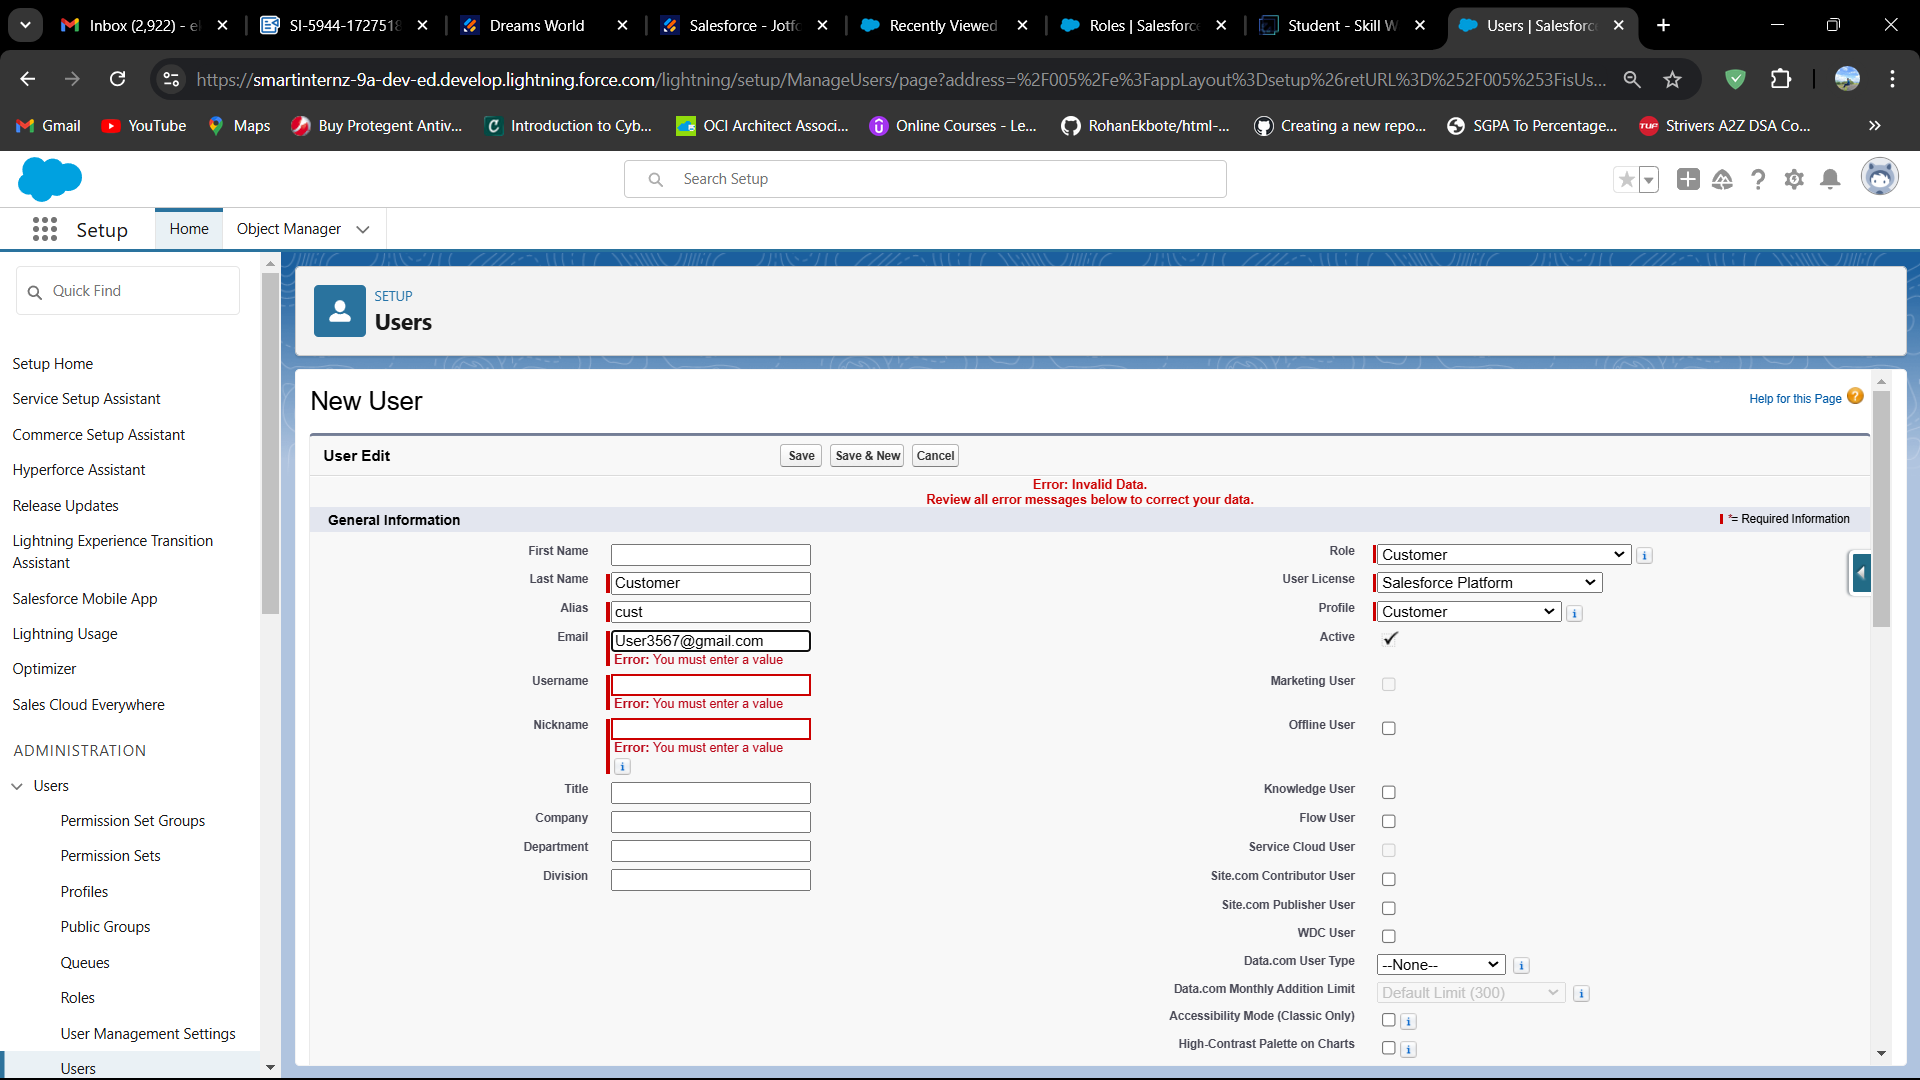 Inbox (2,922) - e
SI-5944-1727518
Dreams World
Salesforce - Jotfo
Recently Viewed
Roles | Salesforce
Student - Skill W
Users | Salesforce
https://smartinternz-9a-dev-ed.develop.lightning.force.com/lightning/setup/ManageUsers/page?address=%2F005%2Fe%3FappLayout%3Dsetup%26retURL%3D%252F005%253FisUs...
Gmail
YouTube
Maps
Buy Protegent Antiv...
Introduction to Cyb...
OCI Architect Associ...
Online Courses - Le...
RohanEkbote/html-...
Creating a new repo...
SGPA To Percentage...
TUF
Strivers A2Z DSA Co...
Search Setup
Setup
Home
Object Manager
Quick Find
Setup Home
Service Setup Assistant
Commerce Setup Assistant
Hyperforce Assistant
Release Updates
Lightning Experience Transition
Assistant
Salesforce Mobile App
Lightning Usage
Optimizer
Sales Cloud Everywhere
ADMINISTRATION
Users
Permission Set Groups
Permission Sets
Profiles
Public Groups
Queues
Roles
User Management Settings
Users
SETUP
Users
New User
Help for this Page
User Edit
Save
Save & New
Cancel
Error: Invalid Data.
Review all error messages below to correct your data.
General Information
*= Required Information
First Name
Last Name Customer
Alias cust
Email User3567@gmail.com
Error: You must enter a value
Username
Error: You must enter a value
Nickname
Error: You must enter a value
Title
Company
Department
Division
Role Customer
User License Salesforce Platform
Profile Customer
Active
Marketing User
Offline User
Knowledge User
Flow User
Service Cloud User
Site.com Contributor User
Site.com Publisher User
WDC User
Data.com User Type --None--
Data.com Monthly Addition Limit Default Limit (300)
Accessibility Mode (Classic Only)
High-Contrast Palette on Charts